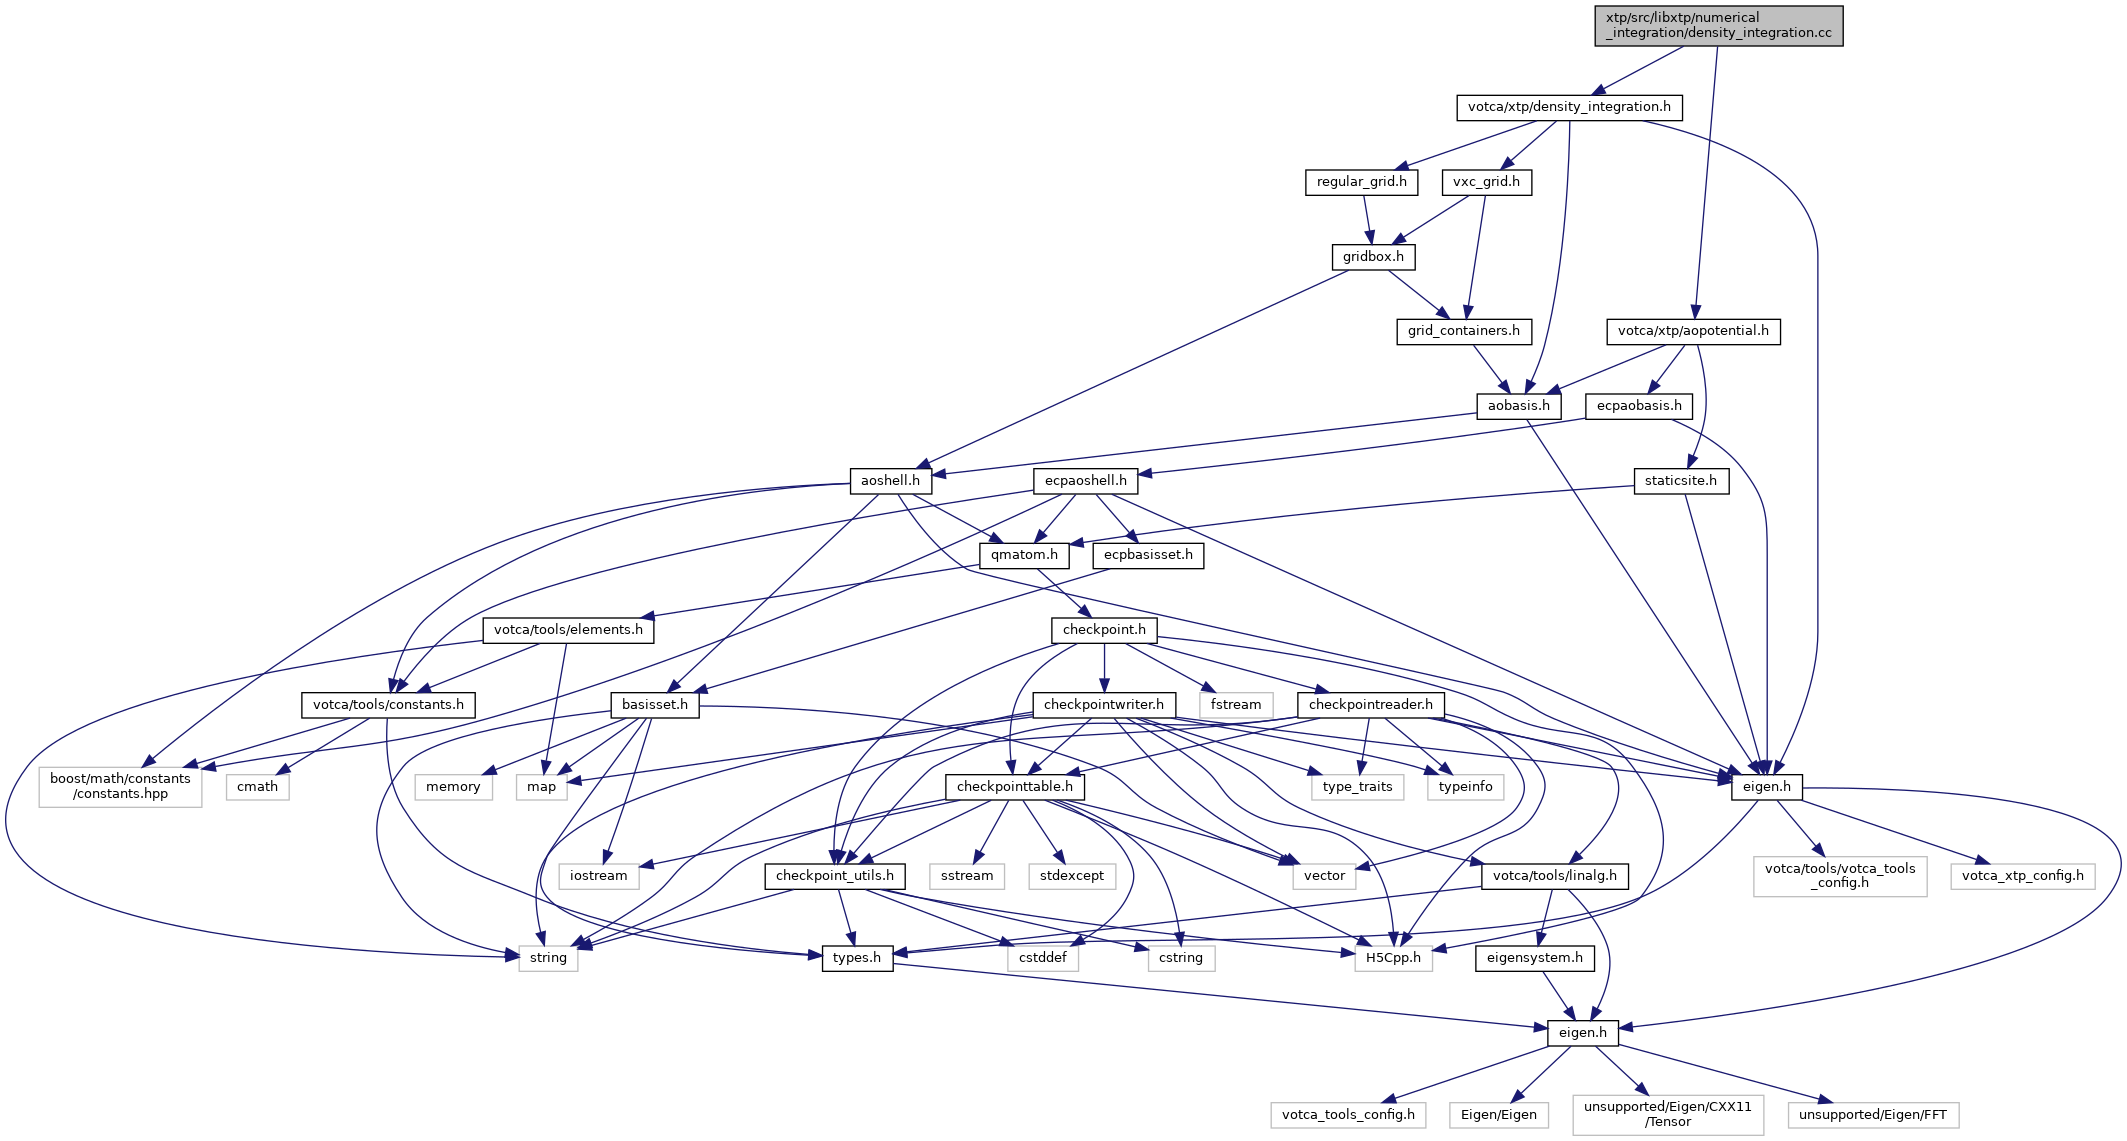 xtp/src/libxtp/numerical
_integration/density_integration.cc
votca/xtp/density_integration.h
regular_grid.h
vxc_grid.h
gridbox.h
grid_containers.h
votca/xtp/aopotential.h
aobasis.h
ecpaobasis.h
aoshell.h
ecpaoshell.h
staticsite.h
qmatom.h
ecpbasisset.h
votca/tools/elements.h
checkpoint.h
votca/tools/constants.h
basisset.h
checkpointwriter.h
fstream
checkpointreader.h
boost/math/constants
/constants.hpp
cmath
memory
map
checkpointtable.h
type_traits
typeinfo
eigen.h
iostream
checkpoint_utils.h
sstream
stdexcept
vector
votca/tools/linalg.h
votca/tools/votca_tools
_config.h
votca_xtp_config.h
string
types.h
cstddef
cstring
H5Cpp.h
eigensystem.h
eigen.h
votca_tools_config.h
Eigen/Eigen
unsupported/Eigen/CXX11
/Tensor
unsupported/Eigen/FFT